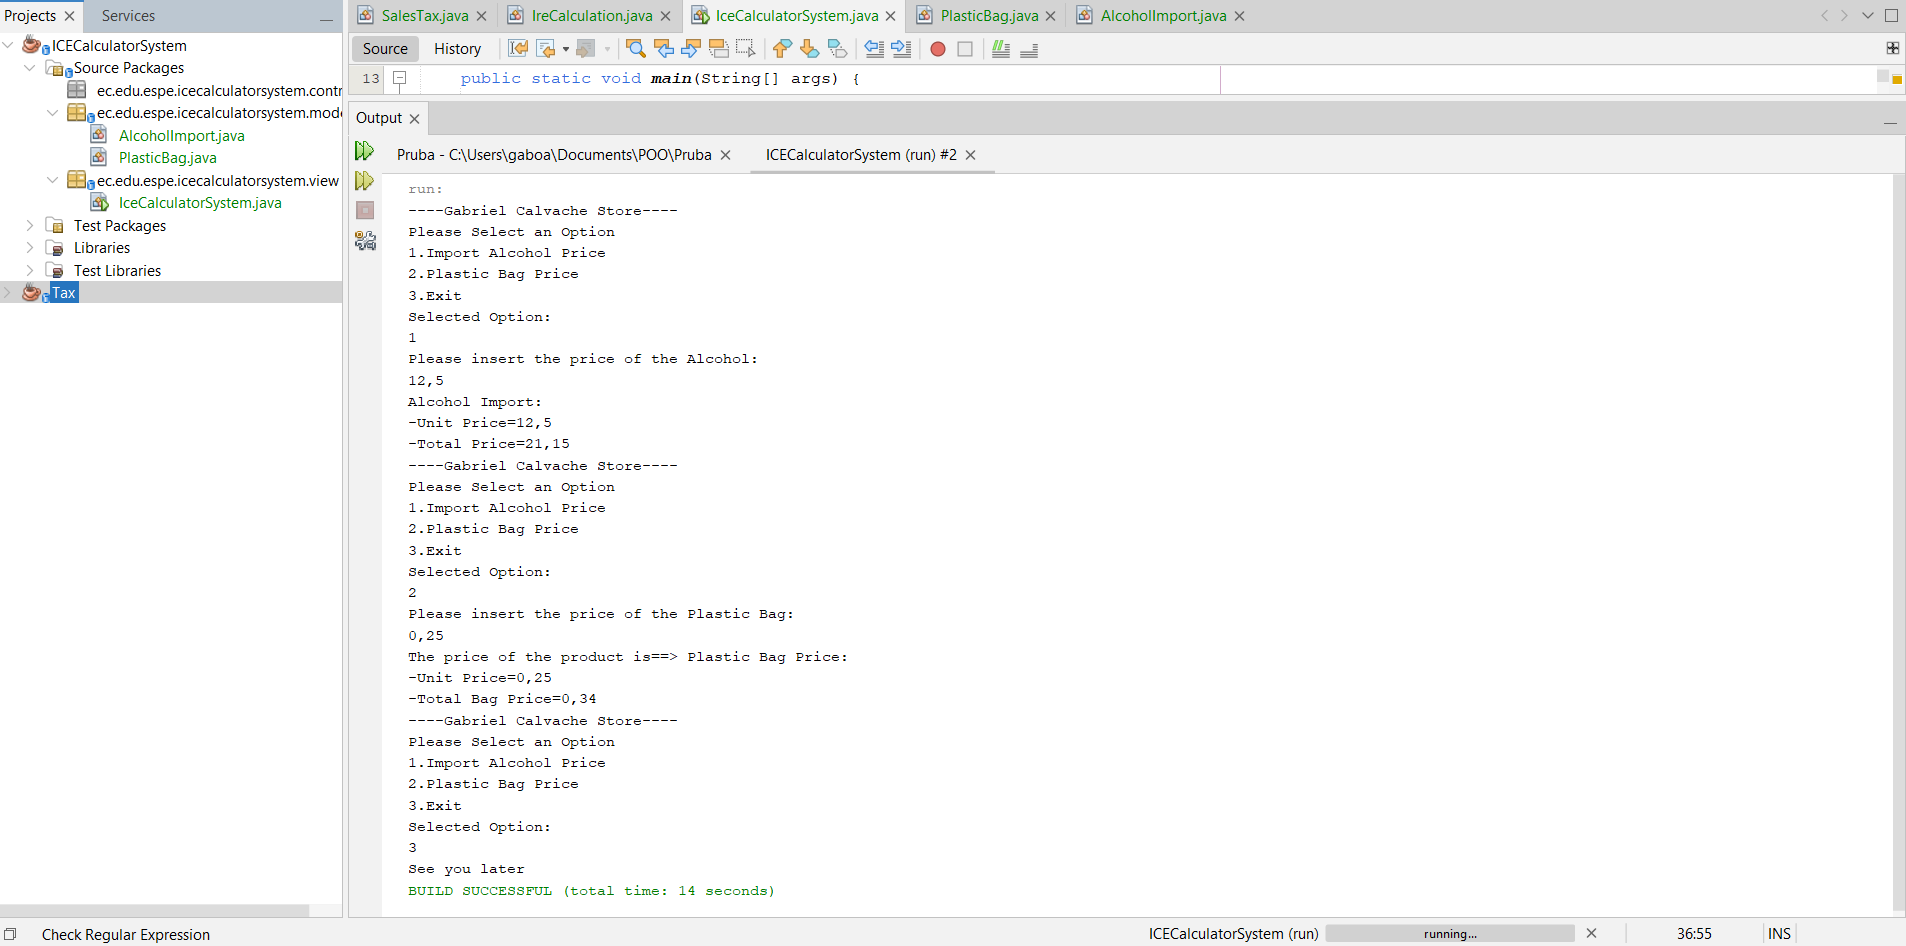 Projects
Services
ICECalculatorSystem
Source Packages
ec.edu.espe.icecalculatorsystem.contr
ec.edu.espe.icecalculatorsystem.mode
AlcoholImport.java
PlasticBag.java
ec.edu.espe.icecalculatorsystem.view
IceCalculatorSystem.java
Test Packages
Libraries
Test Libraries
Tax
SalesTax.java
IreCalculation.java
IceCalculatorSystem.java
PlasticBag.java
AlcoholImport.java
Source
History
13 public static void main(String[] args) {
Output
Pruba - C:\Users\gaboa\Documents\POO\Pruba
ICECalculatorSystem (run) #2
run:
----Gabriel Calvache Store----
Please Select an Option
1.Import Alcohol Price
2.Plastic Bag Price
3.Exit
Selected Option:
1
Please insert the price of the Alcohol:
12,5
Alcohol Import:
-Unit Price=12,5
-Total Price=21,15
----Gabriel Calvache Store----
Please Select an Option
1.Import Alcohol Price
2.Plastic Bag Price
3.Exit
Selected Option:
2
Please insert the price of the Plastic Bag:
0,25
The price of the product is==> Plastic Bag Price:
-Unit Price=0,25
-Total Bag Price=0,34
----Gabriel Calvache Store----
Please Select an Option
1.Import Alcohol Price
2.Plastic Bag Price
3.Exit
Selected Option:
3
See you later
BUILD SUCCESSFUL (total time: 14 seconds)
Check Regular Expression
ICECalculatorSystem (run)
running...
36:55
INS